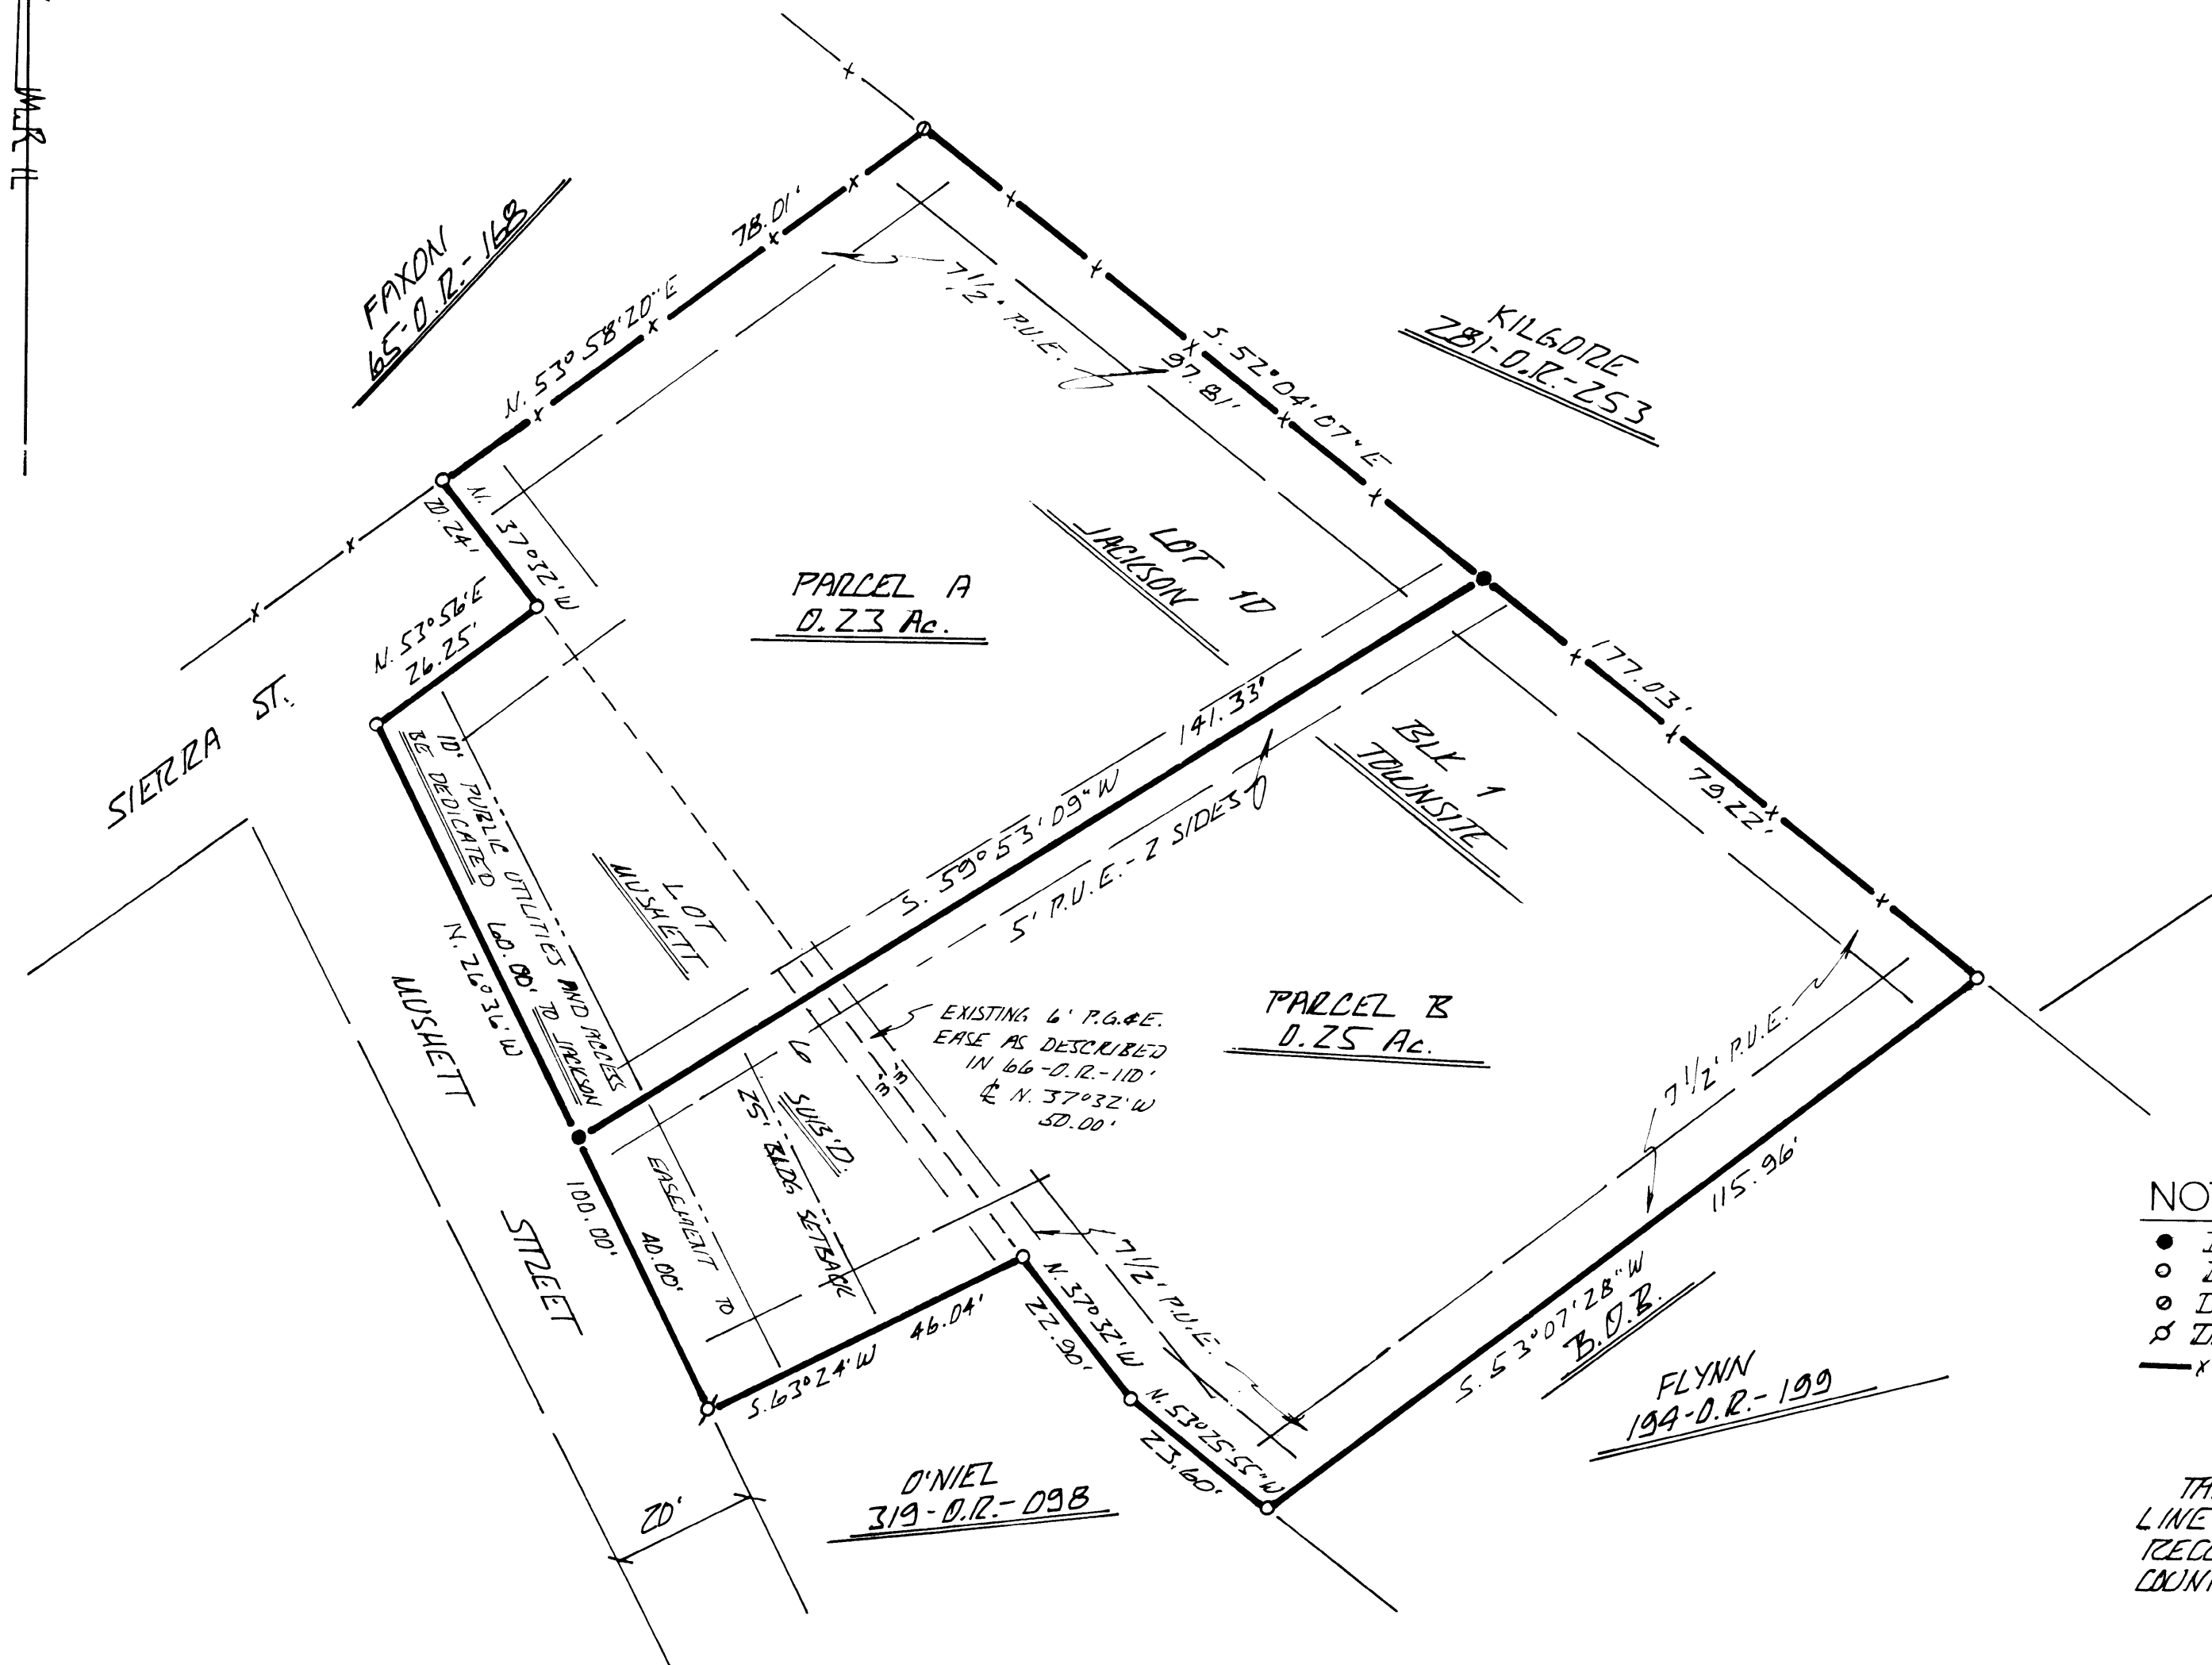 FAXON
65-O.R.-168
78.01'
N. 53° 58' 20" E
7 1/2' P.U.E.
S. 52° 04' 07" E
97.81'
KILGORE
281-O.R.-253
N. 37° 32' W
20.24'
N. 53° 56' E
26.25'
PARCEL A
0.23 Ac.
LOT 10
JACKSON
177.03'
79.22'
SIERRA ST.
10' PUBLIC UTILITIES AND ACCESS
BE DEDICATED
TO JACKSON
60.00'
N. 26° 36' W
LOT
MUSHETT
141.33'
S. 59° 53' 09" W
5' P.U.E. - 2 SIDES
BLK 1
TOWNSITE
MUSHETT
STREET
6
SUB'D.
25' BLDG SETBACK
3' 3'
EXISTING 6' P.G.&E.
EASE AS DESCRIBED
IN 66-O.R.-110'
℄ N. 37° 32' W
50.00'
PARCEL B
0.25 Ac.
7 1/2' P.U.E.
EASEMENT TO
100.00'
40.00'
46.04'
S. 63° 24' W
N. 37° 32' W
22.90'
7 1/2' P.U.E.
N. 53° 25' 55" W
23.60'
115.96'
S. 53° 07' 28" W
B.O.B.
FLYNN
194-O.R.-199
O'NIEL
319-O.R.-098
20'
NO
LINE